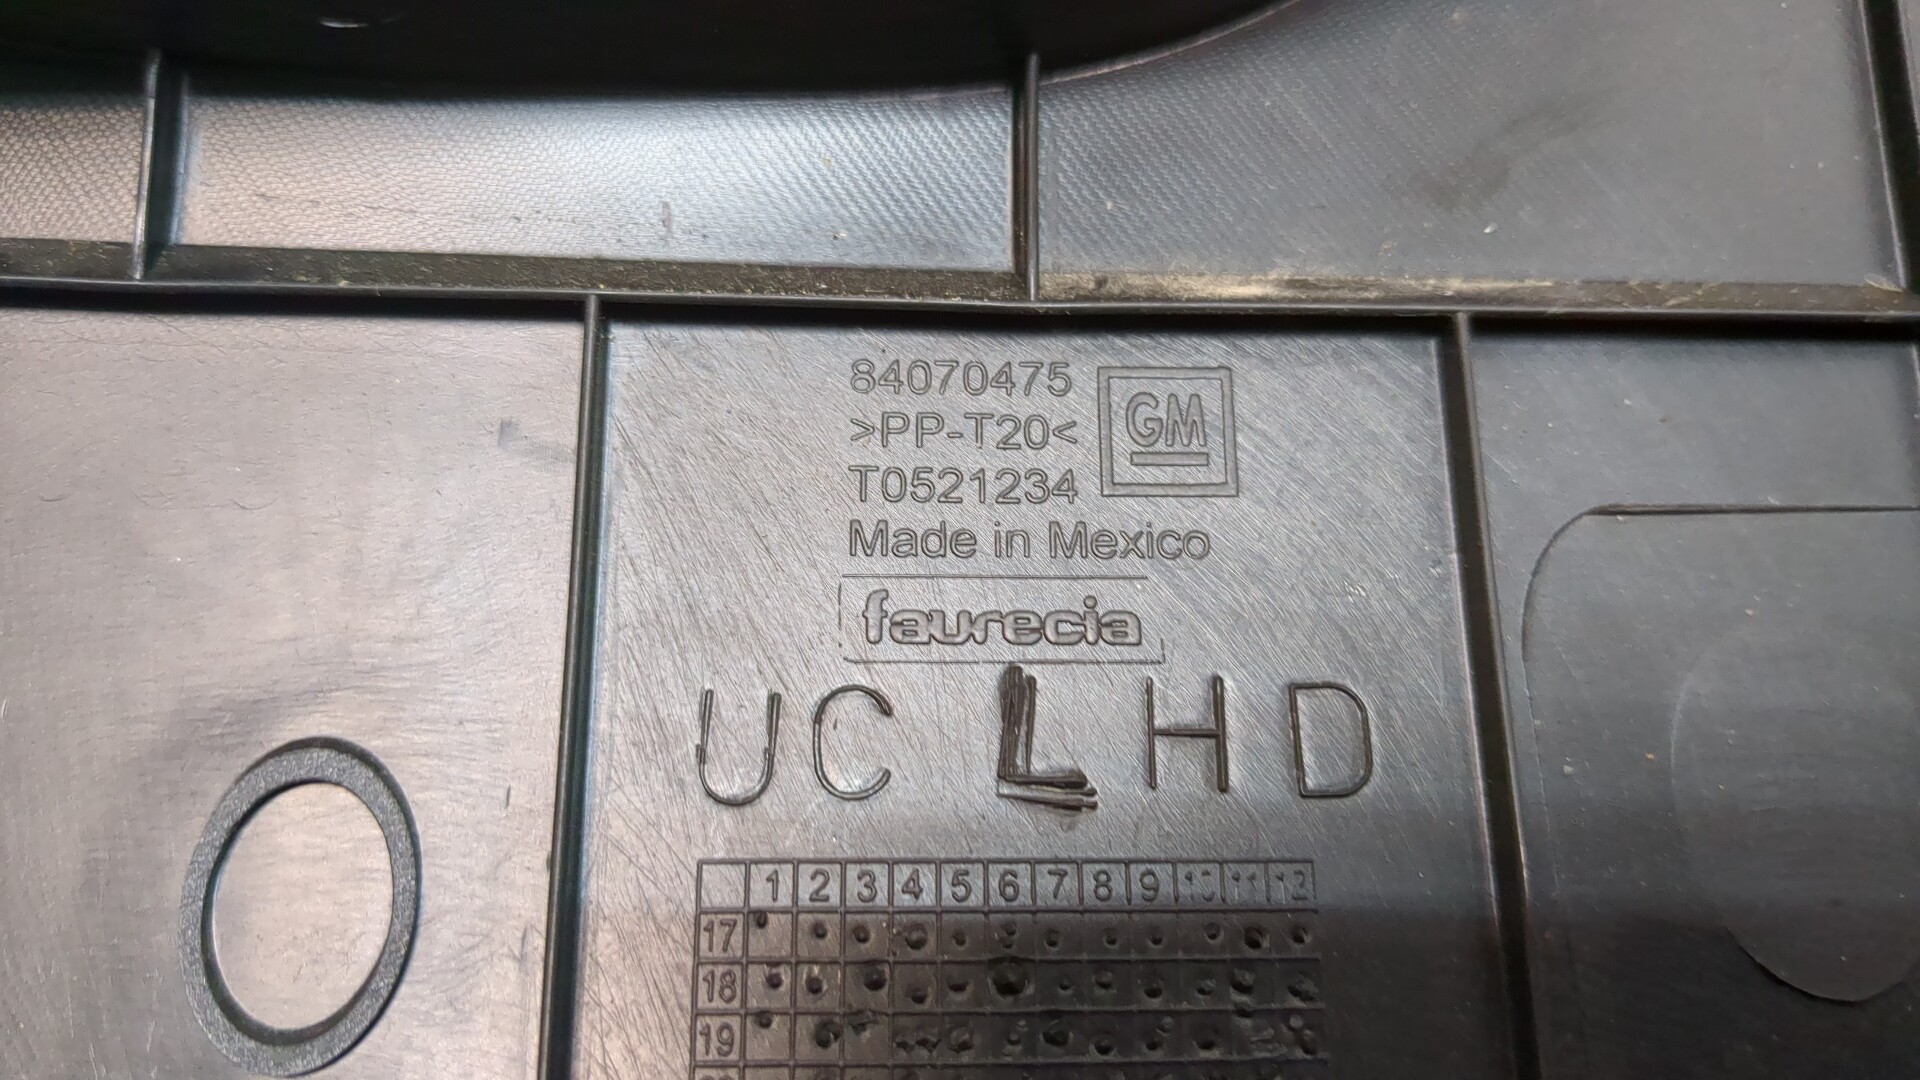 84070475
>PP-T20<
T0521234
GM
Made in Mexico
faurecia
UC LHD
1 2 3 4 5 6 7 8 9 10 11 12
17
18
19